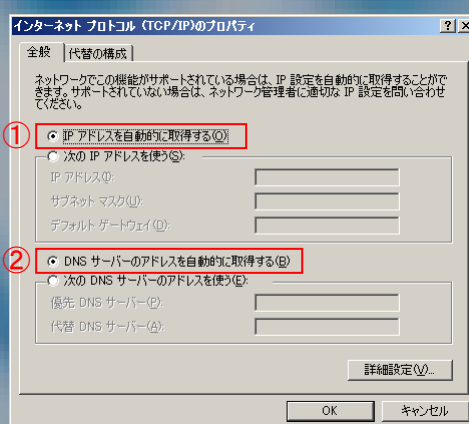 インターネット プロトコル (TCP/IP)のプロパティ
全般 代替の構成
ネットワークでこの機能がサポートされている場合は、IP 設定を自動的に取得することがで
きます。サポートされていない場合は、ネットワーク管理者に適切な IP 設定を問い合わせ
てください。
① IP アドレスを自動的に取得する(O)
次の IP アドレスを使う(S):
IP アドレス(I):
サブネット マスク(U):
デフォルト ゲートウェイ(D):
② DNS サーバーのアドレスを自動的に取得する(B)
次の DNS サーバーのアドレスを使う(E):
優先 DNS サーバー(P):
代替 DNS サーバー(A):
詳細設定(V)...
OK キャンセル